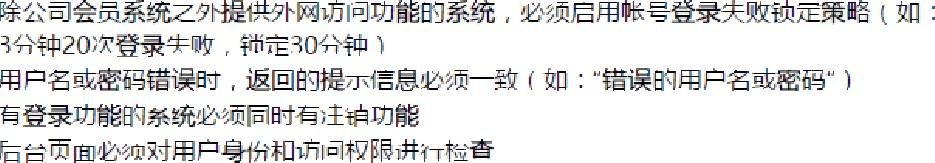 除公司会员系统之外提供外网访问功能的系统，必须启用帐号登录失败锁定策略（如：
3分钟20次登录失败，锁定30分钟）
用户名或密码错误时，返回的提示信息必须一致（如：“错误的用户名或密码”）
有登录功能的系统必须同时有注销功能
后台页面必须对用户身份和访问权限进行检查